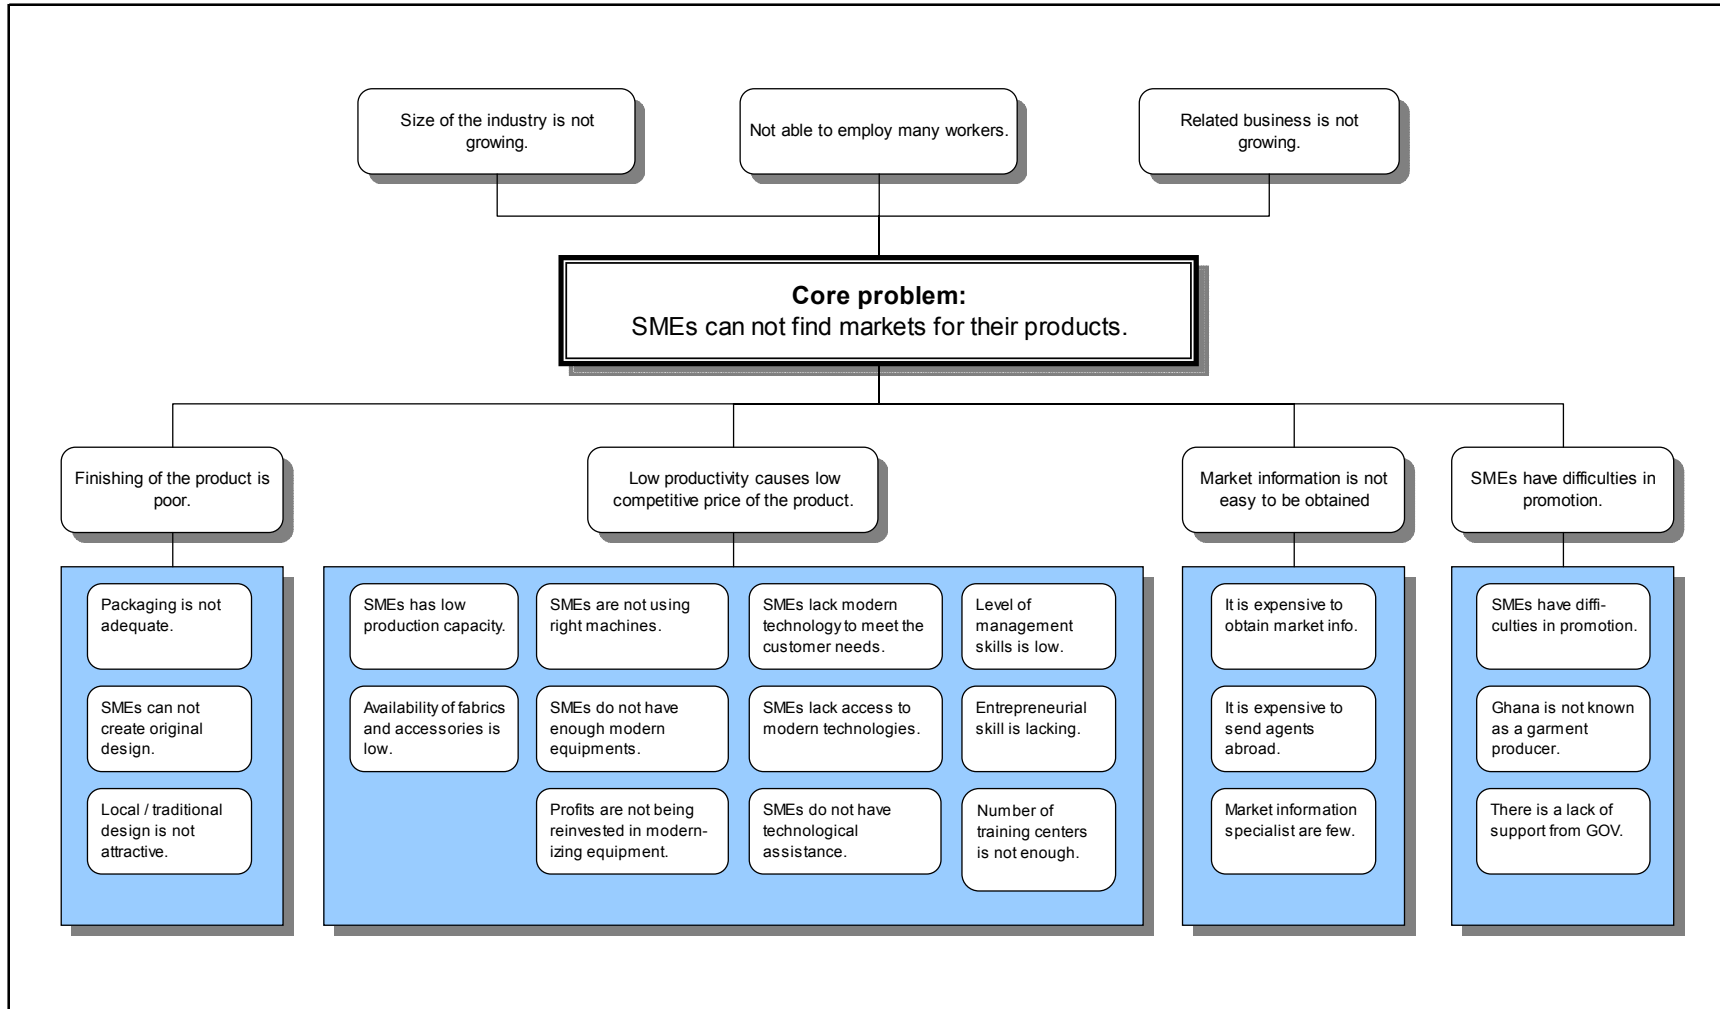 Size of the industry is not
growing.
Not able to employ many workers.
Related business is not
growing.
Core problem:
SMEs can not find markets for their products.
Finishing of the product is
poor.
Low productivity causes low
competitive price of the product.
Market information is not
easy to be obtained
SMEs have difficulties in
promotion.
Packaging is not
adequate.
SMEs can not
create original
design.
Local / traditional
design is not
attractive.
SMEs has low
production capacity.
Availability of fabrics
and accessories is
low.
SMEs are not using
right machines.
SMEs do not have
enough modern
equipments.
Profits are not being
reinvested in modern-
izing equipment.
SMEs lack modern
technology to meet the
customer needs.
SMEs lack access to
modern technologies.
SMEs do not have
technological
assistance.
Level of
management
skills is low.
Entrepreneurial
skill is lacking.
Number of
training centers
is not enough.
It is expensive to
obtain market info.
It is expensive to
send agents
abroad.
Market information
specialist are few.
SMEs have diffi-
culties in promotion.
Ghana is not known
as a garment
producer.
There is a lack of
support from GOV.